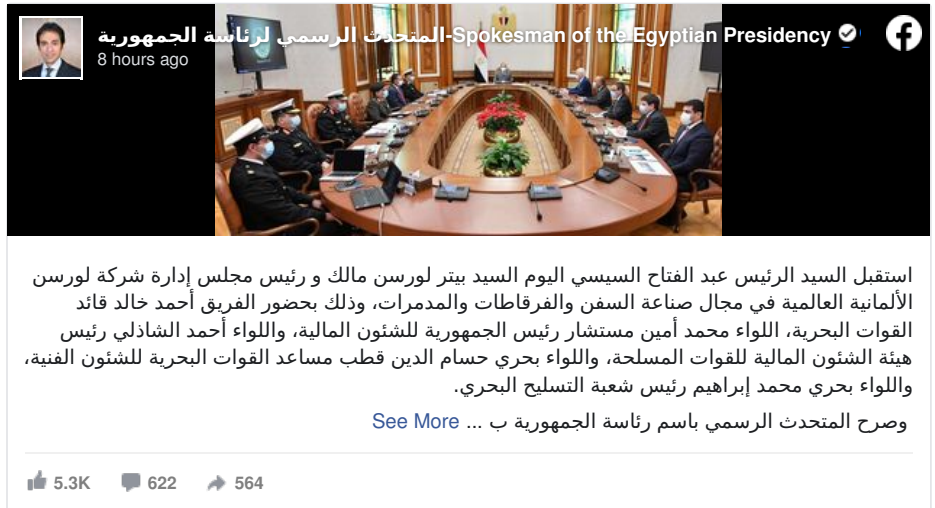 المتحدث الرسمي لرئاسة الجمهورية-Spokesman of the Egyptian Presidency
8 hours ago
استقبل السيد الرئيس عبد الفتاح السيسي اليوم السيد بيتر لورسن مالك و رئيس مجلس إدارة شركة لورسن
الألمانية العالمية في مجال صناعة السفن والفرقاطات والمدمرات، وذلك بحضور الفريق أحمد خالد قائد
القوات البحرية، اللواء محمد أمين مستشار رئيس الجمهورية للشئون المالية، واللواء أحمد الشاذلي رئيس
هيئة الشئون المالية للقوات المسلحة، واللواء بحري حسام الدين قطب مساعد القوات البحرية للشئون الفنية،
واللواء بحري محمد إبراهيم رئيس شعبة التسليح البحري.
وصرح المتحدث الرسمي باسم رئاسة الجمهورية ب ... See More
5.3K 622 564